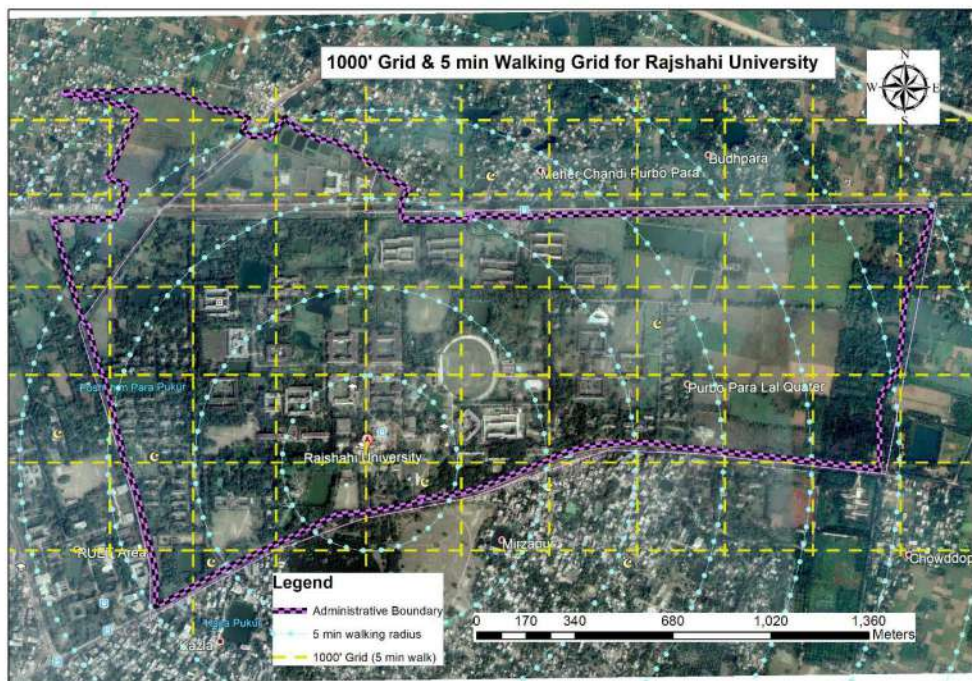 1000' Grid & 5 min Walking Grid for Rajshahi University
N
W E
S
Budhpara
Meher Chandi Purbo Para
Purbo Para Lal Quater
Rajshahi University
RUET Area
Chowddop
Kazla
Legend
Administrative Boundary
5 min walking radius
1000' Grid (5 min walk)
0 170 340 680 1,020 1,360
Meters